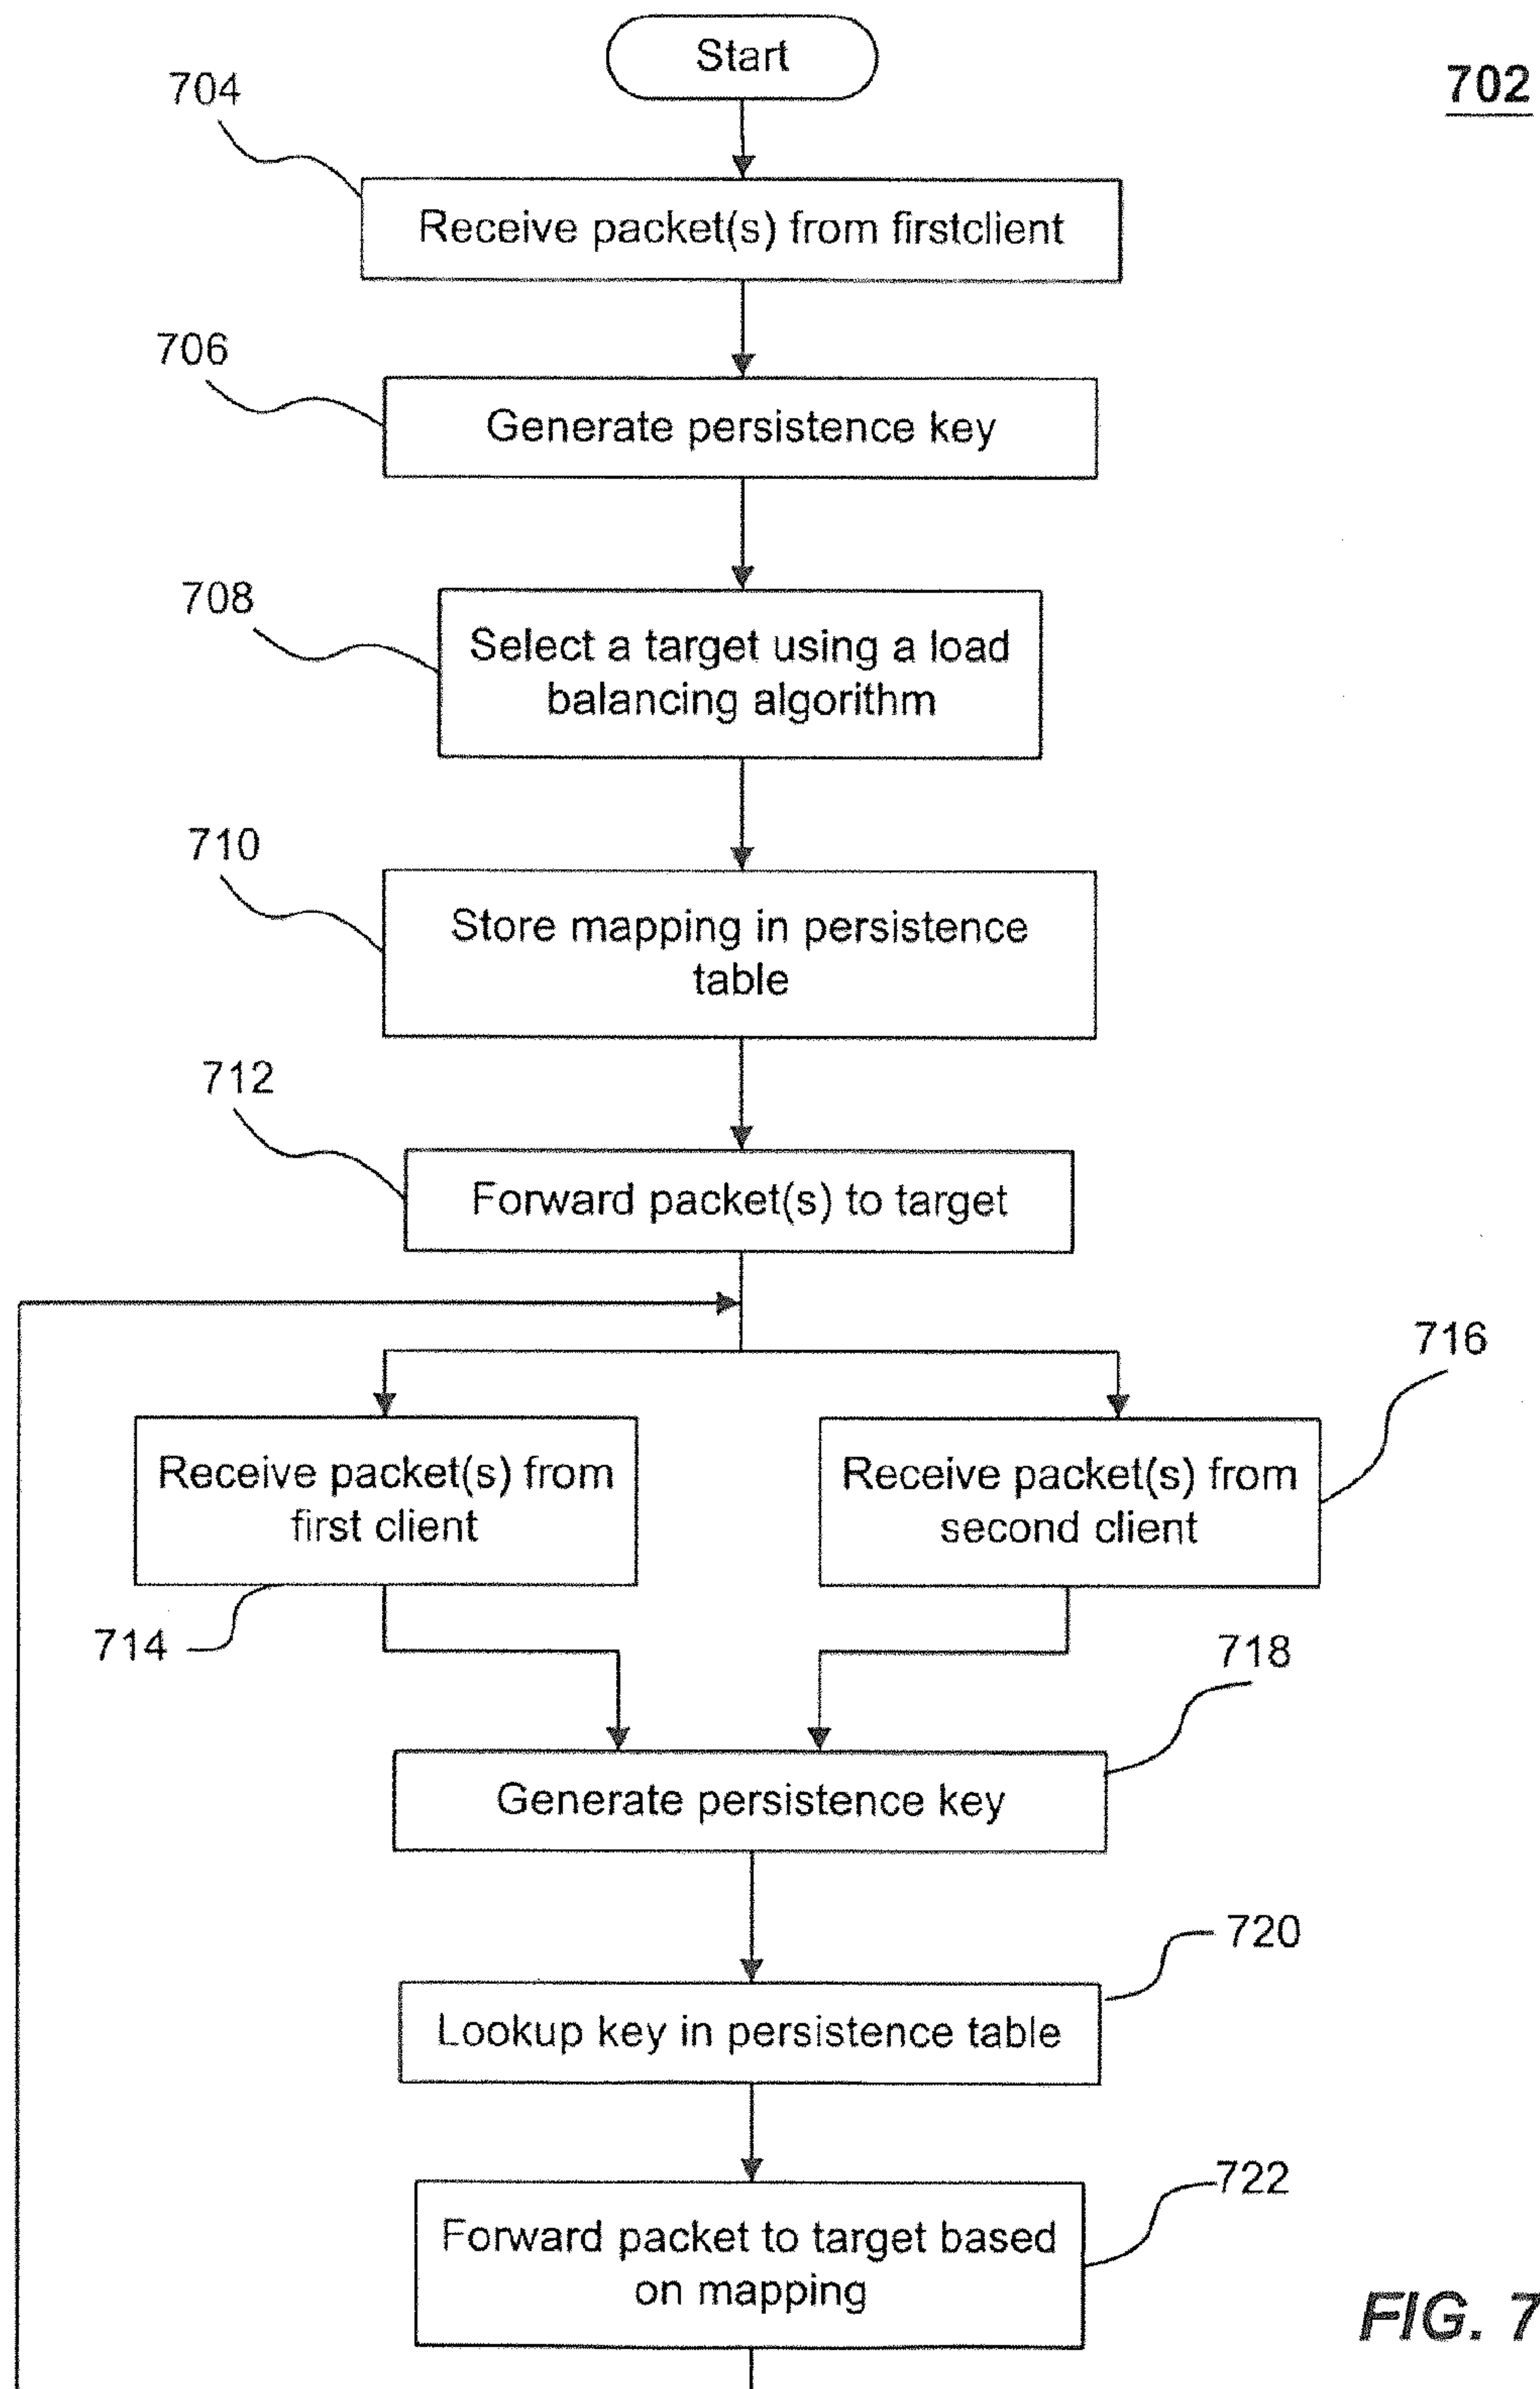 Start
702
704
Receive packet(s) from firstclient
706
Generate persistence key
708
Select a target using a load
balancing algorithm
710
Store mapping in persistence
table
712
Forward packet(s) to target
716
Receive packet(s) from
first client
Receive packet(s) from
second client
714
718
Generate persistence key
720
Lookup key in persistence table
722
Forward packet to target based
on mapping
FIG. 7